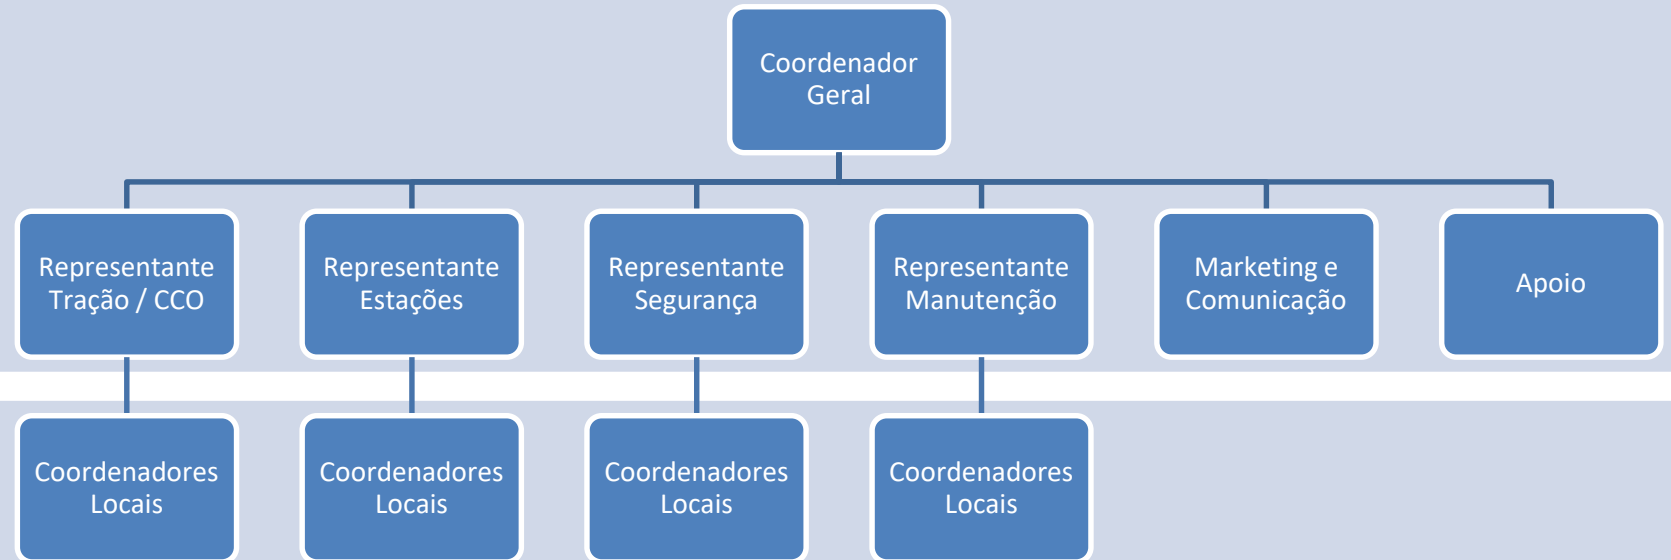 Coordenador
Geral
Representante
Tração / CCO
Representante
Estações
Representante
Segurança
Representante
Manutenção
Marketing e
Comunicação
Apoio
Coordenadores
Locais
Coordenadores
Locais
Coordenadores
Locais
Coordenadores
Locais